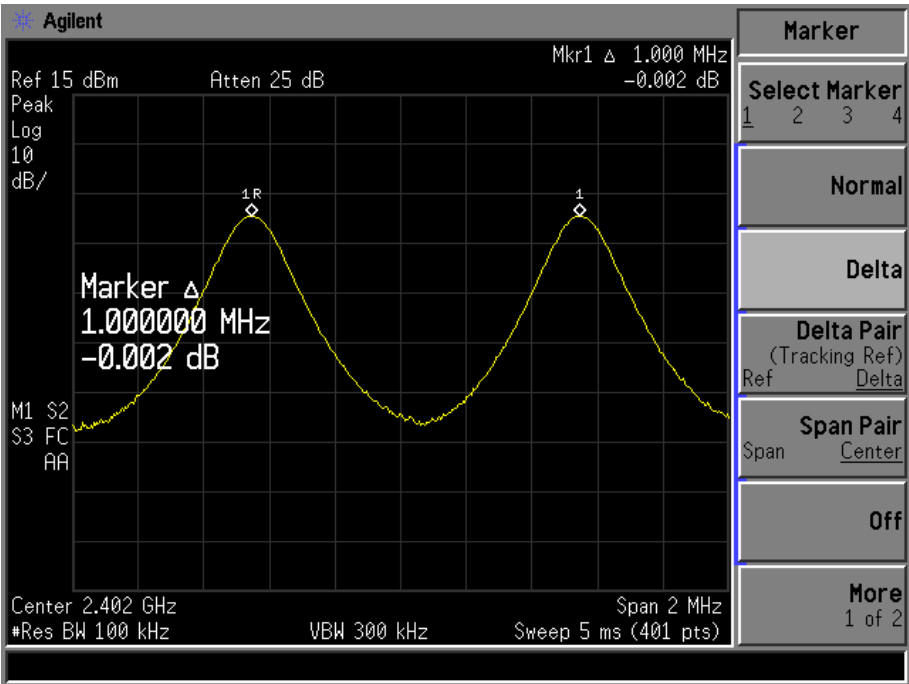 Agilent
Mkr1 Δ 1.000 MHz
Ref 15 dBm Atten 25 dB -0.002 dB
Peak
Log
10
dB/
1R
1
Marker Δ
1.000000 MHz
-0.002 dB
M1 S2
S3 FC
AA
Center 2.402 GHz Span 2 MHz
#Res BW 100 kHz VBW 300 kHz Sweep 5 ms (401 pts)
Marker
Select Marker
1 2 3 4
Normal
Delta
Delta Pair
(Tracking Ref)
Ref Delta
Span Pair
Span Center
Off
More
1 of 2